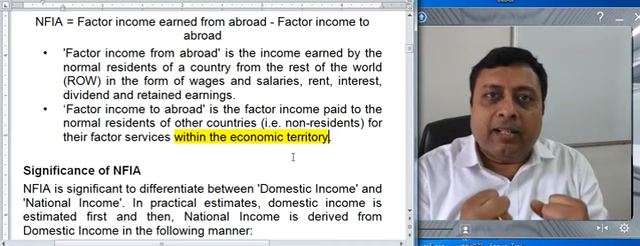 NFIA = Factor income earned from abroad - Factor income to
abroad
• 'Factor income from abroad' is the income earned by the
normal residents of a country from the rest of the world
(ROW) in the form of wages and salaries, rent, interest,
dividend and retained earnings.
• 'Factor income to abroad' is the factor income paid to the
normal residents of other countries (i.e. non-residents) for
their factor services within the economic territory.
Significance of NFIA
NFIA is significant to differentiate between 'Domestic Income' and
'National Income'. In practical estimates, domestic income is
estimated first and then, National Income is derived from
Domestic Income in the following manner: